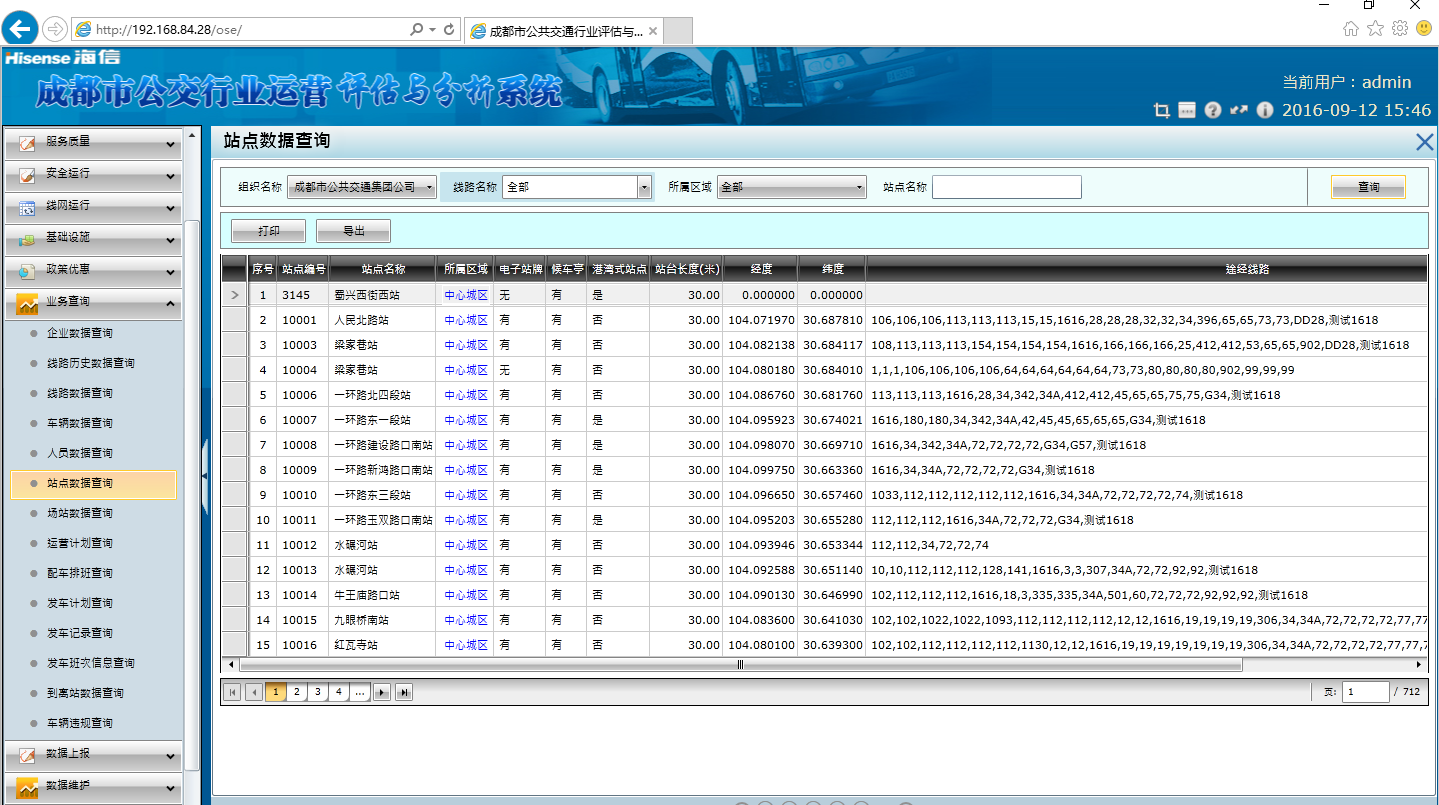 http://192.168.84.28/ose/
成都市公共交通行业评估与...
Hisense 海信
成都市公交行业运营评估与分析系统
当前用户：admin
2016-09-12 15:46
服务质量
安全运行
线网运行
基础设施
政策优惠
业务查询
企业数据查询
线路历史数据查询
线路数据查询
车辆数据查询
人员数据查询
站点数据查询
场站数据查询
运营计划查询
配车排班查询
发车计划查询
发车记录查询
发车班次信息查询
到离站数据查询
车辆违规查询
数据上报
数据维护
站点数据查询
组织名称 成都市公共交通集团公司 线路名称 全部 所属区域 全部 站点名称 查询
打印 导出
序号 站点编号 站点名称 所属区域 电子站牌 候车亭 港湾式站点 站台长度(米) 经度 纬度 途经线路
1 3145 蜀兴西街西站 中心城区 无 有 是 30.00 0.000000 0.000000
2 10001 人民北路站 中心城区 有 有 否 30.00 104.071970 30.687810 106,106,106,113,113,113,15,15,1616,28,28,28,32,32,34,396,65,65,73,73,DD28,测试1618
3 10003 梁家巷站 中心城区 有 有 否 30.00 104.082138 30.684117 108,113,113,113,154,154,154,154,1616,166,166,166,25,412,412,53,65,65,902,DD28,测试1618
4 10004 梁家巷站 中心城区 无 有 否 30.00 104.080180 30.684010 1,1,1,106,106,106,106,64,64,64,64,64,64,73,73,80,80,80,80,902,99,99,99
5 10006 一环路北四段站 中心城区 有 有 否 30.00 104.086760 30.681760 113,113,113,1616,28,34,342,34A,412,412,45,65,65,75,75,G34,测试1618
6 10007 一环路东一段站 中心城区 有 有 是 30.00 104.095923 30.674021 1616,180,180,34,342,34A,42,45,45,65,65,65,G34,测试1618
7 10008 一环路建设路口南站 中心城区 有 有 是 30.00 104.098070 30.669710 1616,34,342,34A,72,72,72,72,G34,G57,测试1618
8 10009 一环路新鸿路口南站 中心城区 有 有 是 30.00 104.099750 30.663360 1616,34,34A,72,72,72,72,G34,测试1618
9 10010 一环路东三段站 中心城区 有 有 否 30.00 104.096650 30.657460 1033,112,112,112,112,112,1616,34,34A,72,72,72,72,74,测试1618
10 10011 一环路玉双路口南站 中心城区 有 有 是 30.00 104.095203 30.655280 112,112,112,1616,34A,72,72,72,G34,测试1618
11 10012 水碾河站 中心城区 有 有 否 30.00 104.093946 30.653344 112,112,34,72,72,74
12 10013 水碾河站 中心城区 有 有 否 30.00 104.092588 30.651140 10,10,112,112,112,128,141,1616,3,3,307,34A,72,72,92,92,测试1618
13 10014 牛王庙路口站 中心城区 有 有 否 30.00 104.090130 30.646990 102,112,112,112,1616,18,3,335,335,34A,501,60,72,72,72,92,92,92,测试1618
14 10015 九眼桥南站 中心城区 有 有 否 30.00 104.083600 30.641030 102,102,1022,1022,1093,112,112,112,112,12,12,1616,19,19,19,19,306,34,34A,72,72,72,72,77,77
15 10016 红瓦寺站 中心城区 有 有 否 30.00 104.080100 30.639300 102,102,112,112,112,112,1130,12,12,1616,19,19,19,19,19,19,19,306,34,34A,72,72,72,72,77,77,7
1 2 3 4 ... 页: 1 / 712